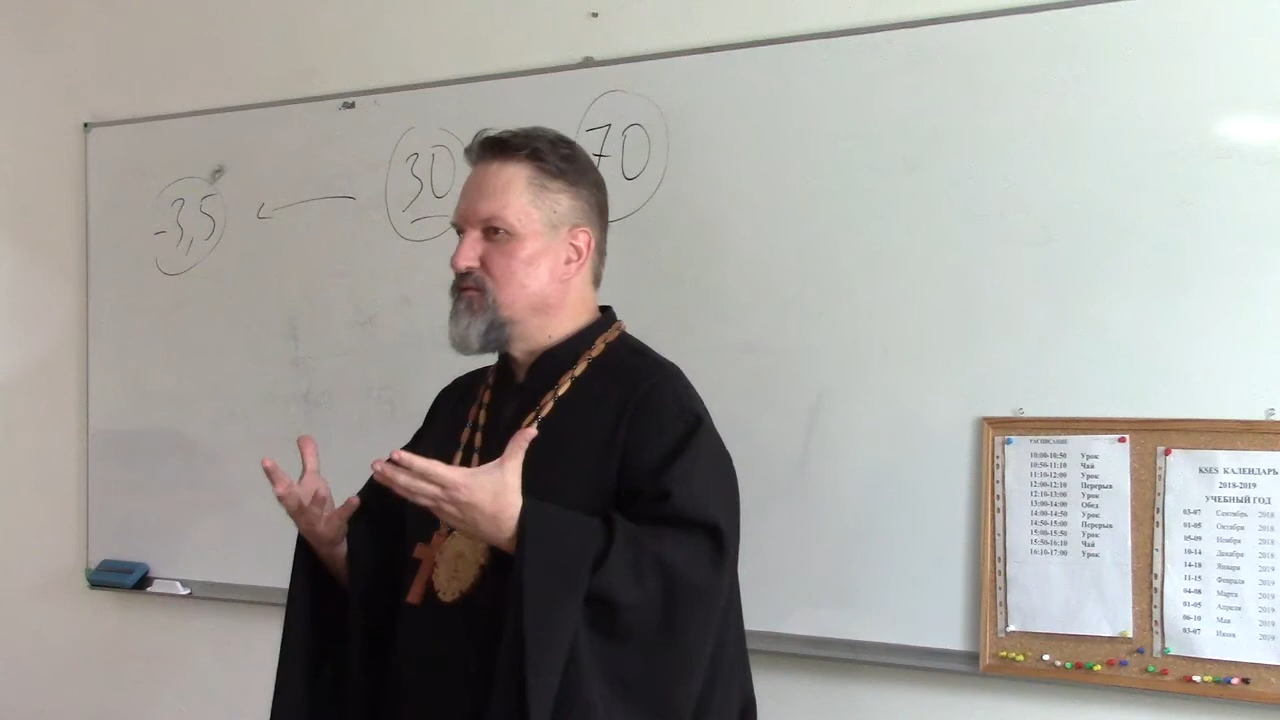 -3,5 ← 30 70
РАСПИСАНИЕ
10:00-10:50 Урок
10:50-11:10 Чай
11:10-12:00 Урок
12:00-12:10 Перерыв
12:10-13:00 Урок
13:00-14:00 Обед
14:00-14:50 Урок
14:50-15:00 Перерыв
15:00-15:50 Урок
15:50-16:10 Чай
16:10-17:00 Урок
KSES КАЛЕНДАРЬ
2018-2019
УЧЕБНЫЙ ГОД
03-07 Сентябрь 2018
01-05 Октября 2018
05-09 Ноября 2018
10-14 Декабря 2018
14-18 Января 2019
11-15 Февраля 2019
04-08 Марта 2019
01-05 Апреля 2019
06-10 Мая 2019
03-07 Июня 2019